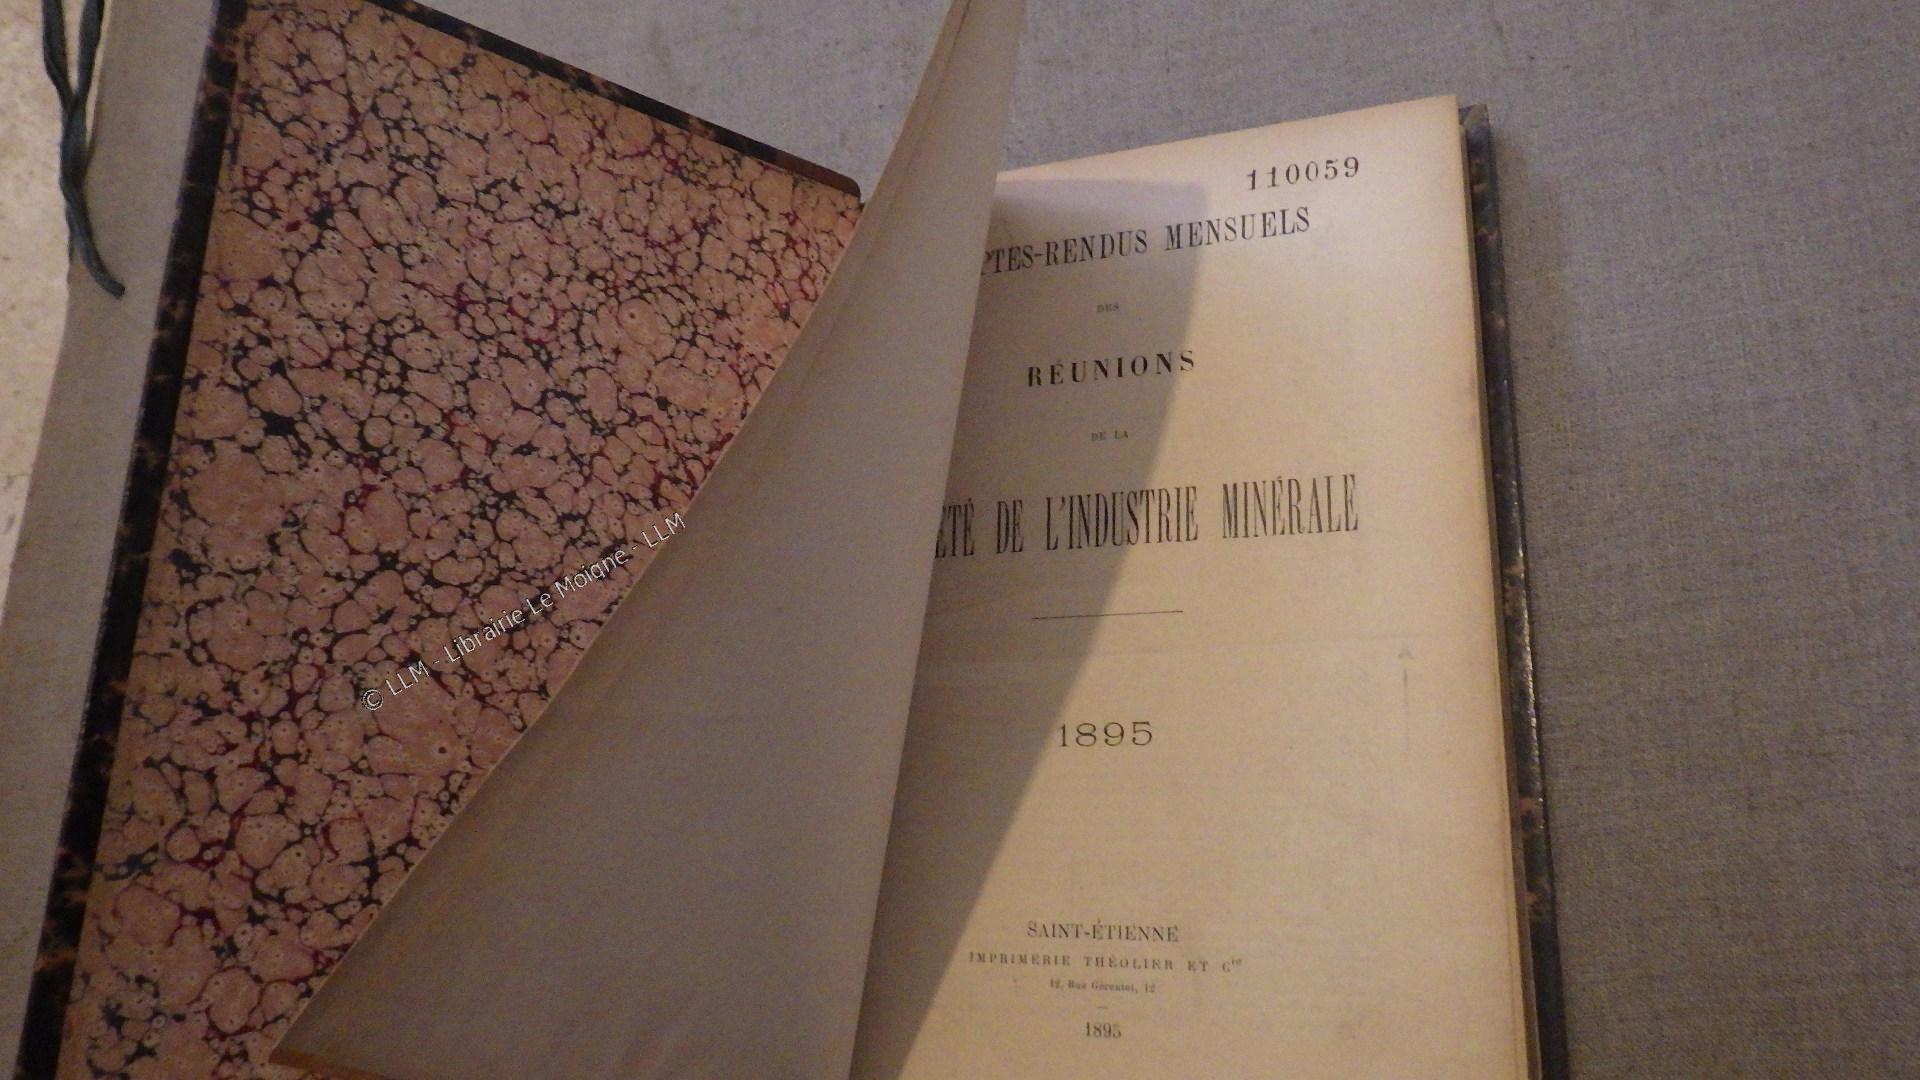 110059
PTES-RENDUS MENSUELS
DES
RÉUNIONS
DE LA
ÉTÉ DE L'INDUSTRIE MINÉRALE
1895
SAINT-ÉTIENNE
IMPRIMERIE THÉOLIER ET Cie
12, Rue Gérentet, 12
1895
© LLM - Librairie Le Moigne - LLM